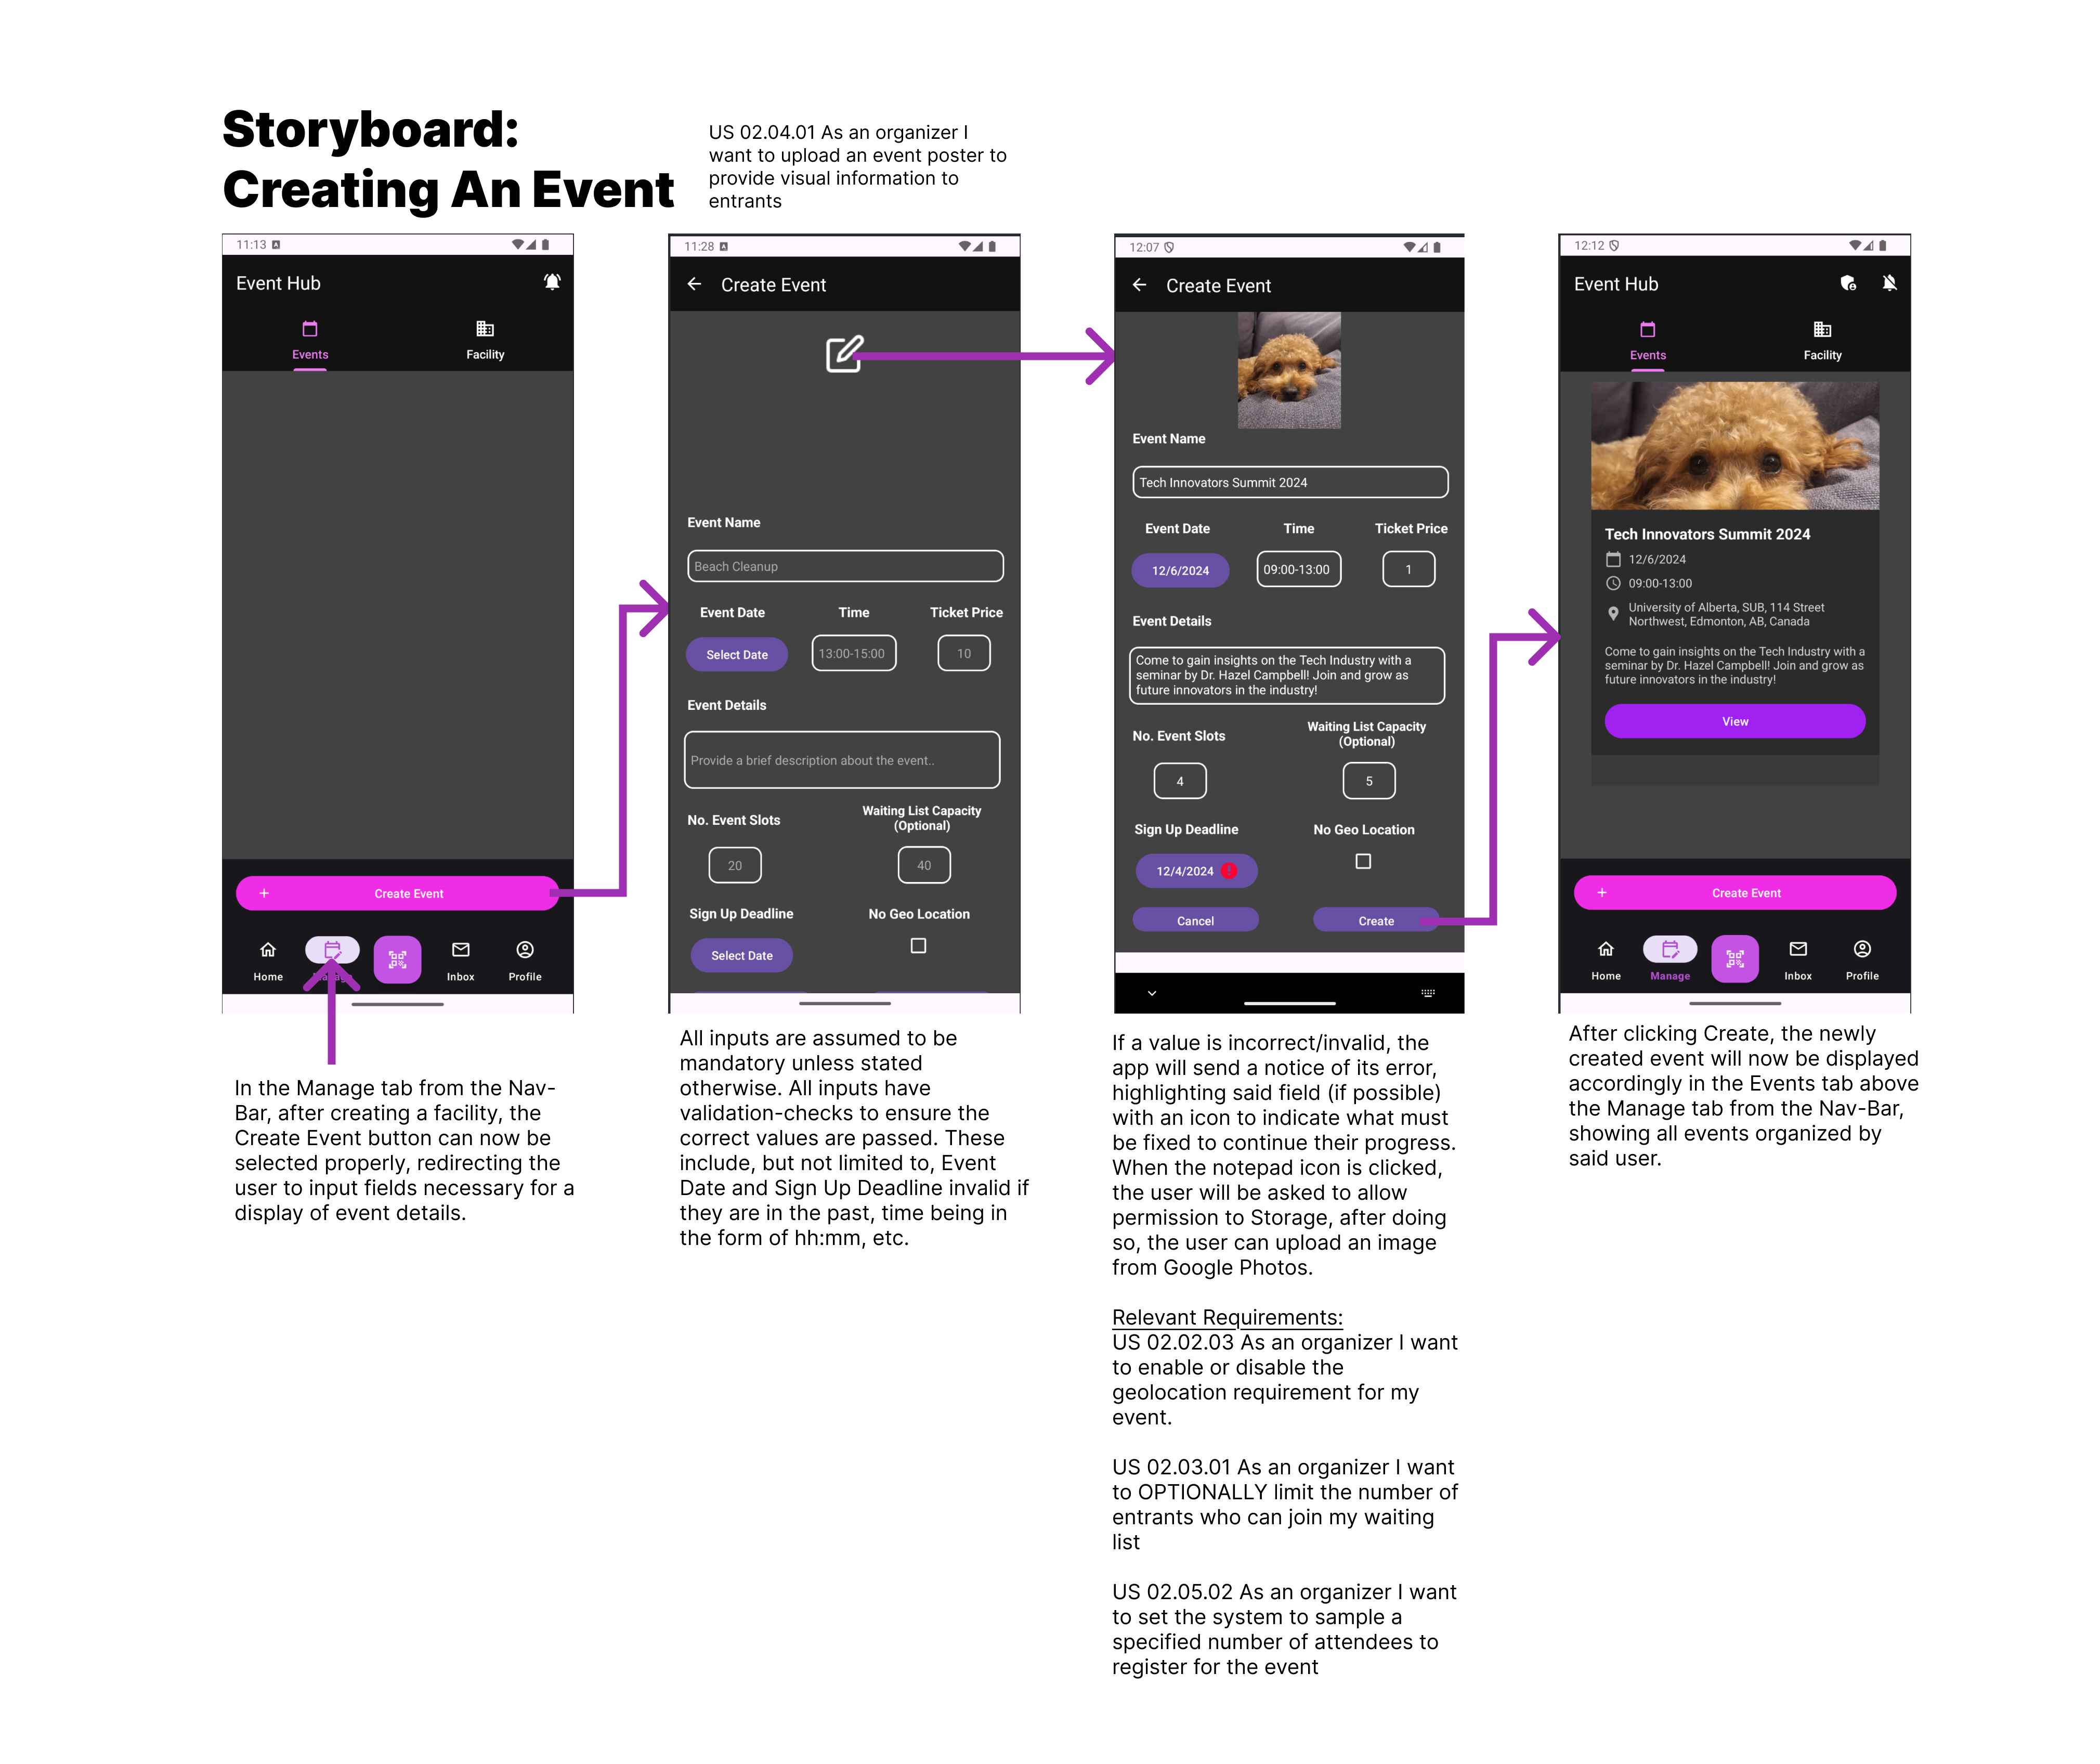 Storyboard:
Creating An Event
US 02.04.01 As an organizer I
want to upload an event poster to
provide visual information to
entrants
11:13
Event Hub
Events
Facility
Create Event
Home
Inbox
Profile
In the Manage tab from the Nav-
Bar, after creating a facility, the
Create Event button can now be
selected properly, redirecting the
user to input fields necessary for a
display of event details.
11:28
Create Event
Event Name
Beach Cleanup
Event Date Time Ticket Price
Select Date 13:00-15:00 10
Event Details
Provide a brief description about the event..
No. Event Slots
Waiting List Capacity
(Optional)
20 40
Sign Up Deadline No Geo Location
Select Date
All inputs are assumed to be
mandatory unless stated
otherwise. All inputs have
validation-checks to ensure the
correct values are passed. These
include, but not limited to, Event
Date and Sign Up Deadline invalid if
they are in the past, time being in
the form of hh:mm, etc.
12:07
Create Event
Event Name
Tech Innovators Summit 2024
Event Date Time Ticket Price
12/6/2024 09:00-13:00 1
Event Details
Come to gain insights on the Tech Industry with a
seminar by Dr. Hazel Campbell! Join and grow as
future innovators in the industry!
No. Event Slots
Waiting List Capacity
(Optional)
4 5
Sign Up Deadline No Geo Location
12/4/2024
Cancel Create
If a value is incorrect/invalid, the
app will send a notice of its error,
highlighting said field (if possible)
with an icon to indicate what must
be fixed to continue their progress.
When the notepad icon is clicked,
the user will be asked to allow
permission to Storage, after doing
so, the user can upload an image
from Google Photos.
Relevant Requirements:
US 02.02.03 As an organizer I want
to enable or disable the
geolocation requirement for my
event.
US 02.03.01 As an organizer I want
to OPTIONALLY limit the number of
entrants who can join my waiting
list
US 02.05.02 As an organizer I want
to set the system to sample a
specified number of attendees to
register for the event
12:12
Event Hub
Events
Facility
Tech Innovators Summit 2024
12/6/2024
09:00-13:00
University of Alberta, SUB, 114 Street
Northwest, Edmonton, AB, Canada
Come to gain insights on the Tech Industry with a
seminar by Dr. Hazel Campbell! Join and grow as
future innovators in the industry!
View
Create Event
Home
Manage
Inbox
Profile
After clicking Create, the newly
created event will now be displayed
accordingly in the Events tab above
the Manage tab from the Nav-Bar,
showing all events organized by
said user.